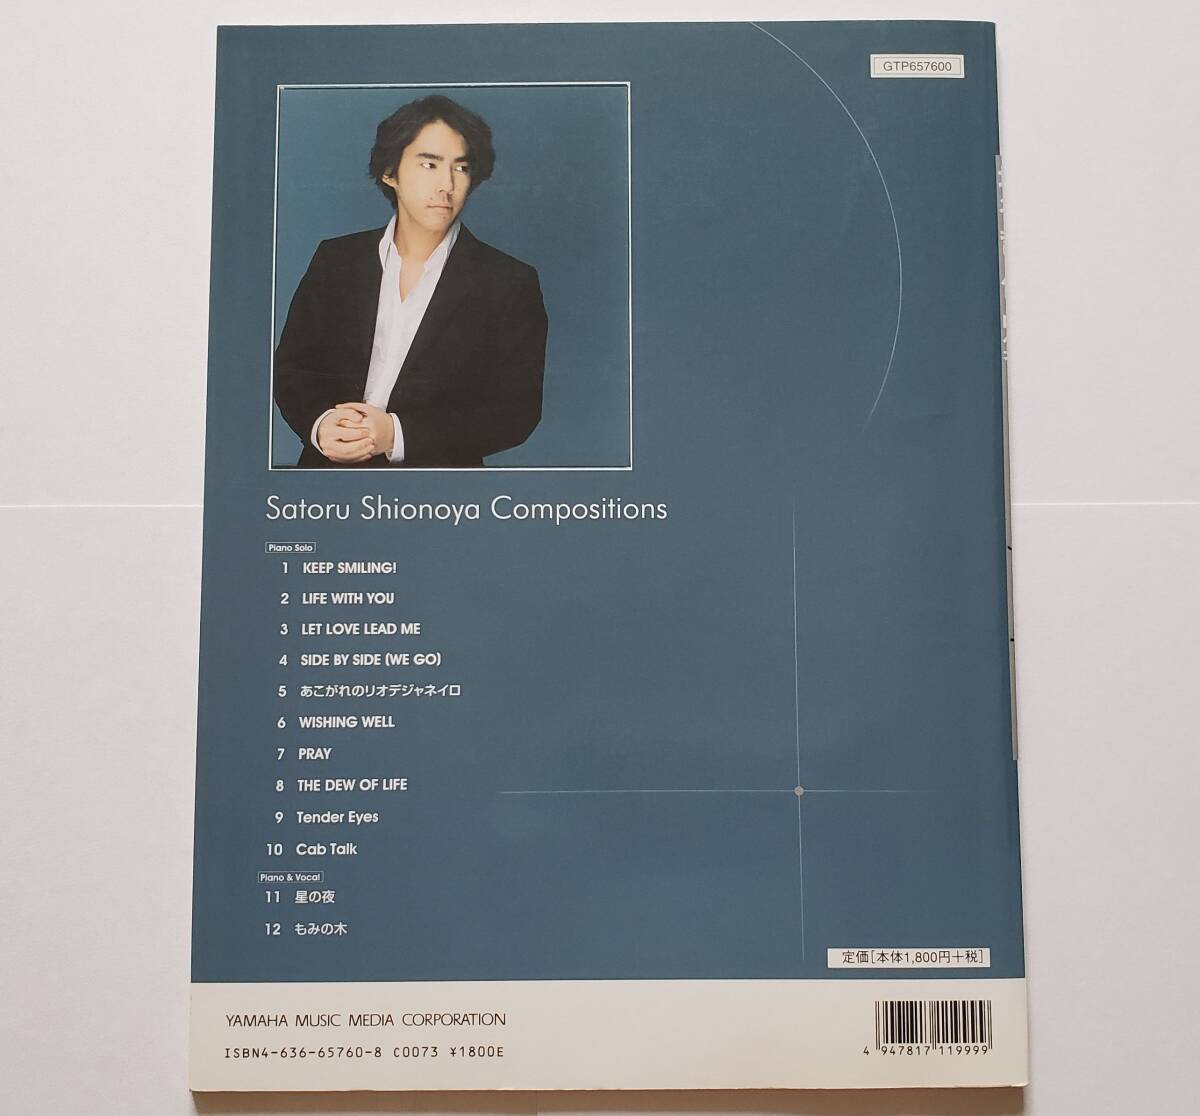 GTP657600
Satoru Shionoya Compositions
Piano Solo
1 KEEP SMILING!
2 LIFE WITH YOU
3 LET LOVE LEAD ME
4 SIDE BY SIDE (WE GO)
5 あこがれのリオデジャネイロ
6 WISHING WELL
7 PRAY
8 THE DEW OF LIFE
9 Tender Eyes
10 Cab Talk
Piano & Vocal
11 星の夜
12 もみの木
定価[本体1,800円+税]
YAMAHA MUSIC MEDIA CORPORATION
ISBN4-636-65760-8 C0073 ¥1800E
4 947817 119999